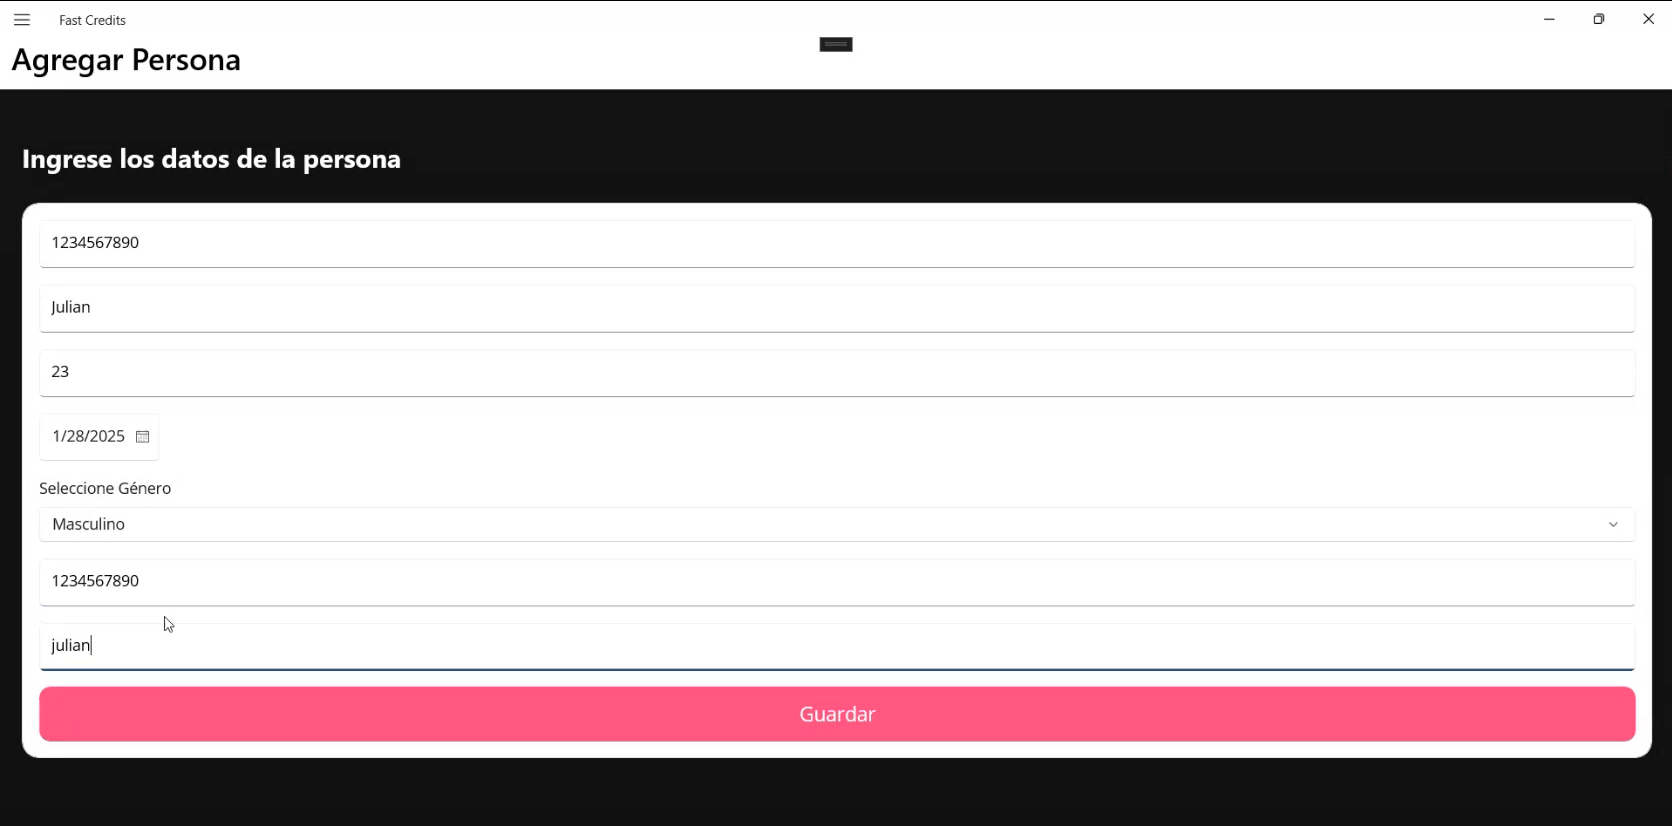 Fast Credits
Agregar Persona
Ingrese los datos de la persona
1234567890
Julian
23
1/28/2025
Seleccione Género
Masculino
1234567890
julian
Guardar